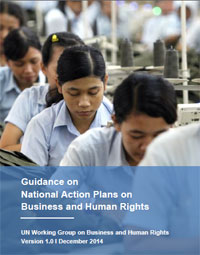 Guidance on
National Action Plans on
Business and Human Rights
UN Working Group on Business and Human Rights
Version 1.0 I December 2014